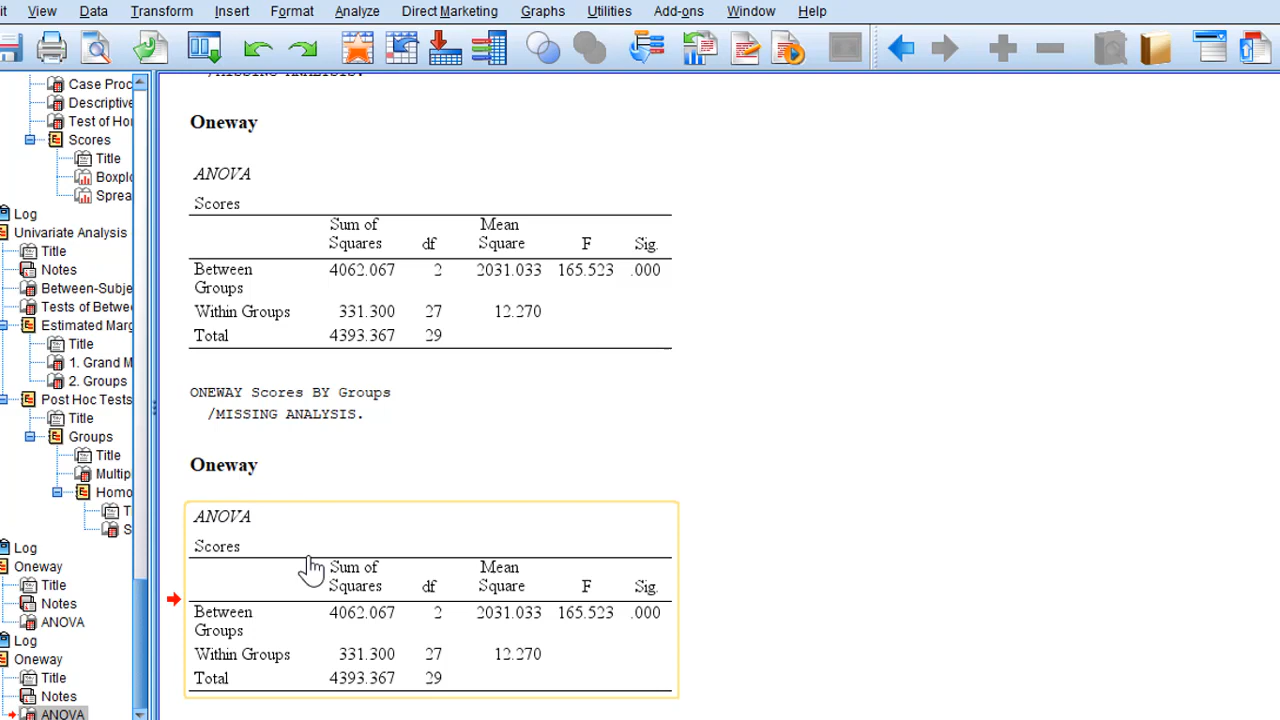 it View Data Transform Insert Format Analyze Direct Marketing Graphs Utilities Add-ons Window Help
Case Proc
Descriptive
Test of Hor
Scores
Title
Boxplo
Sprea
Log
Univariate Analysis
Title
Notes
Between-Subje
Tests of Betwe
Estimated Marg
Title
1. Grand M
2. Groups
Post Hoc Tests
Title
Groups
Title
Multip
Homo
T
S
Log
Oneway
Title
Notes
ANOVA
Log
Oneway
Title
Notes
ANOVA
/MISSING ANALYSIS.
Oneway
ANOVA
Scores
Sum of Squares df Mean Square F Sig.
Between Groups 4062.067 2 2031.033 165.523 .000
Within Groups 331.300 27 12.270
Total 4393.367 29
ONEWAY Scores BY Groups
/MISSING ANALYSIS.
Oneway
ANOVA
Scores
Sum of Squares df Mean Square F Sig.
Between Groups 4062.067 2 2031.033 165.523 .000
Within Groups 331.300 27 12.270
Total 4393.367 29